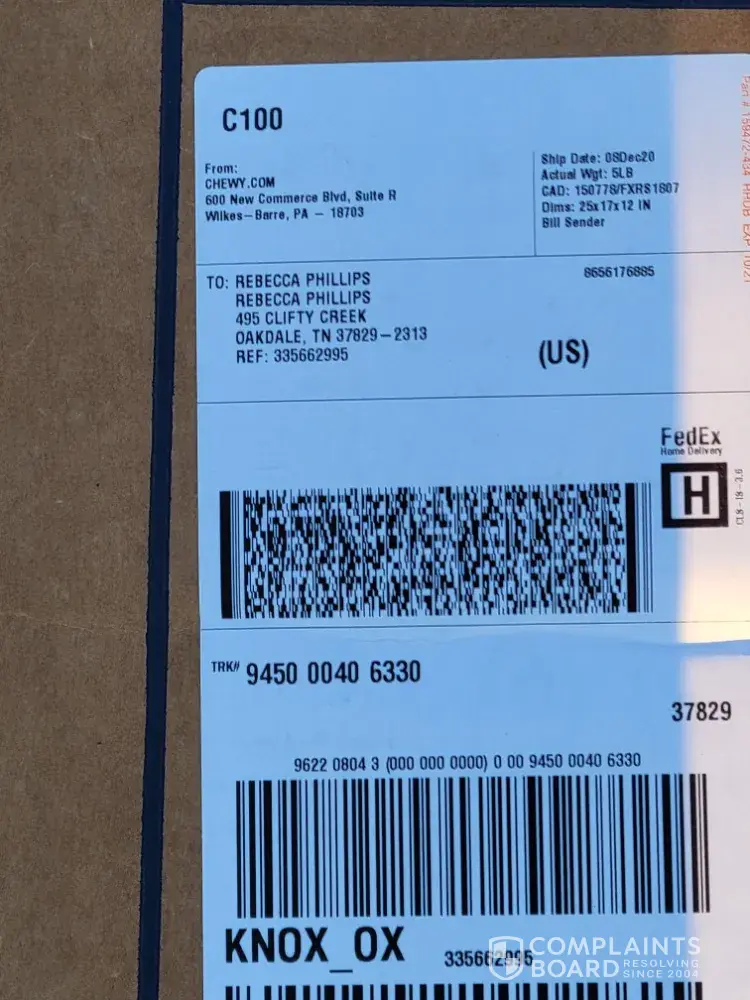 C100
From:
CHEWY.COM
600 New Commerce Blvd, Suite R
Wilkes-Barre, PA - 18703
Ship Date: 08Dec20
Actual Wgt: 5LB
CAD: 150778/FXRS1807
Dims: 25x17x12 IN
Bill Sender
TO: REBECCA PHILLIPS
REBECCA PHILLIPS
495 CLIFTY CREEK
OAKDALE, TN 37829-2313
REF: 335662995
8656176885
(US)
FedEx
Home Delivery
H
TRK# 9450 0040 6330
37829
9622 0804 3 (000 000 0000) 0 00 9450 0040 6330
KNOX_OX
335662995
COMPLAINTS
BOARD RESOLVING
SINCE 2004